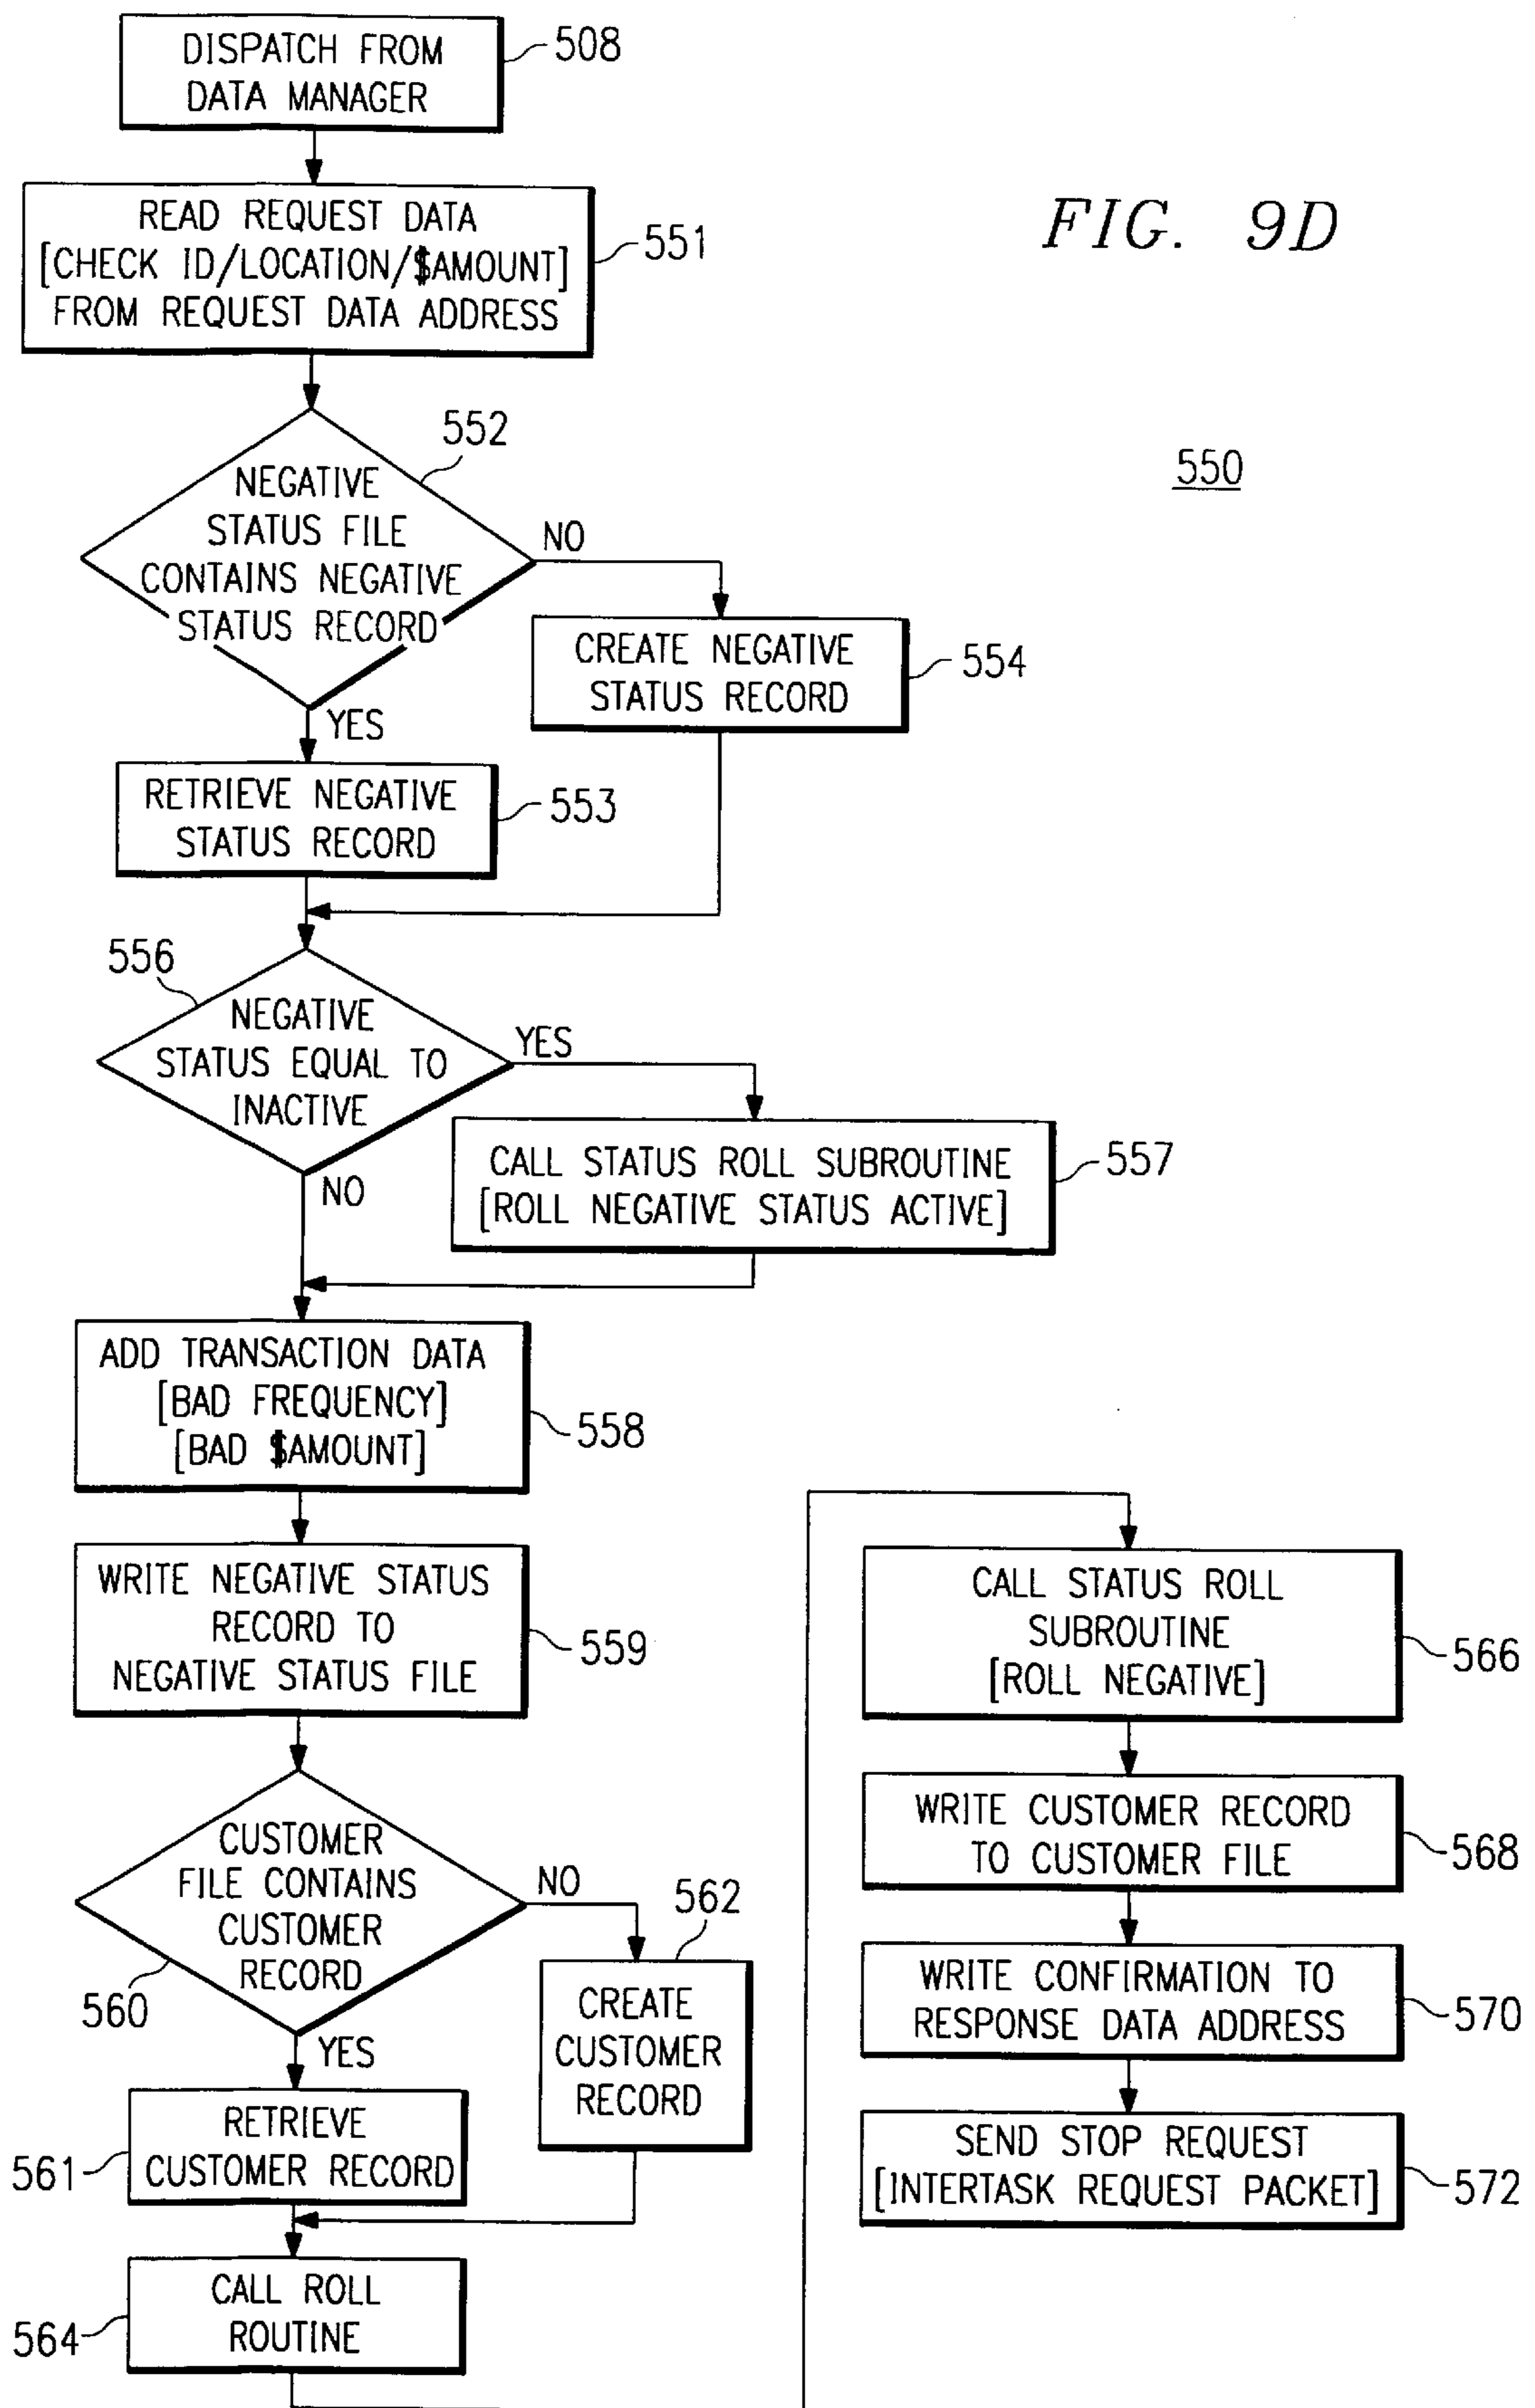 DISPATCH FROM
DATA MANAGER
508
READ REQUEST DATA
[CHECK ID/LOCATION/$AMOUNT]
FROM REQUEST DATA ADDRESS
551
FIG. 9D
550
552
NEGATIVE
STATUS FILE
CONTAINS NEGATIVE
STATUS RECORD
NO
YES
CREATE NEGATIVE
STATUS RECORD
554
RETRIEVE NEGATIVE
STATUS RECORD
553
556
NEGATIVE
STATUS EQUAL TO
INACTIVE
YES
NO
CALL STATUS ROLL SUBROUTINE
[ROLL NEGATIVE STATUS ACTIVE]
557
ADD TRANSACTION DATA
[BAD FREQUENCY]
[BAD $AMOUNT]
558
WRITE NEGATIVE STATUS
RECORD TO
NEGATIVE STATUS FILE
559
CUSTOMER
FILE CONTAINS
CUSTOMER
RECORD
560
NO
YES
562
CREATE
CUSTOMER
RECORD
RETRIEVE
CUSTOMER RECORD
561
CALL ROLL
ROUTINE
564
CALL STATUS ROLL
SUBROUTINE
[ROLL NEGATIVE]
566
WRITE CUSTOMER RECORD
TO CUSTOMER FILE
568
WRITE CONFIRMATION TO
RESPONSE DATA ADDRESS
570
SEND STOP REQUEST
[INTERTASK REQUEST PACKET]
572